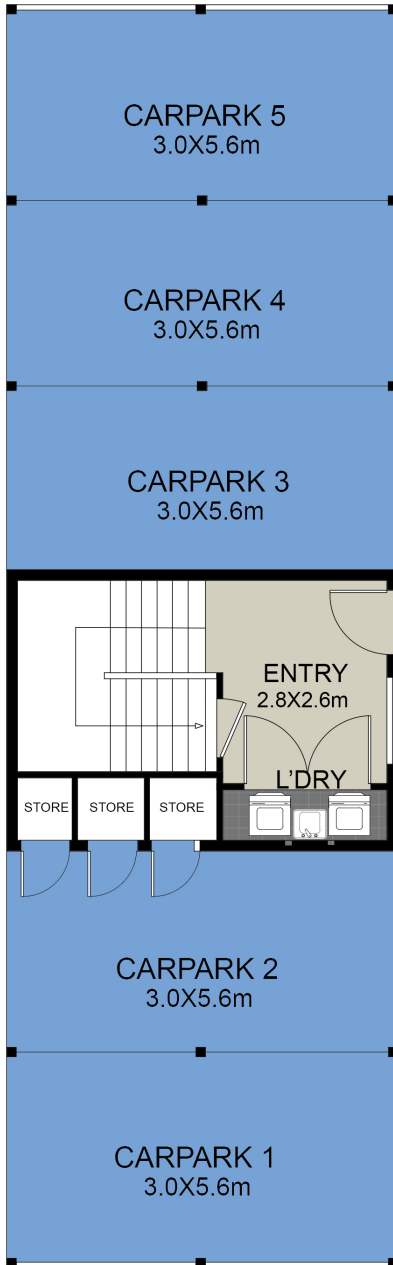 CARPARK 5
3.0X5.6m
CARPARK 4
3.0X5.6m
CARPARK 3
3.0X5.6m
ENTRY
2.8X2.6m
L'DRY
STORE STORE STORE
CARPARK 2
3.0X5.6m
CARPARK 1
3.0X5.6m